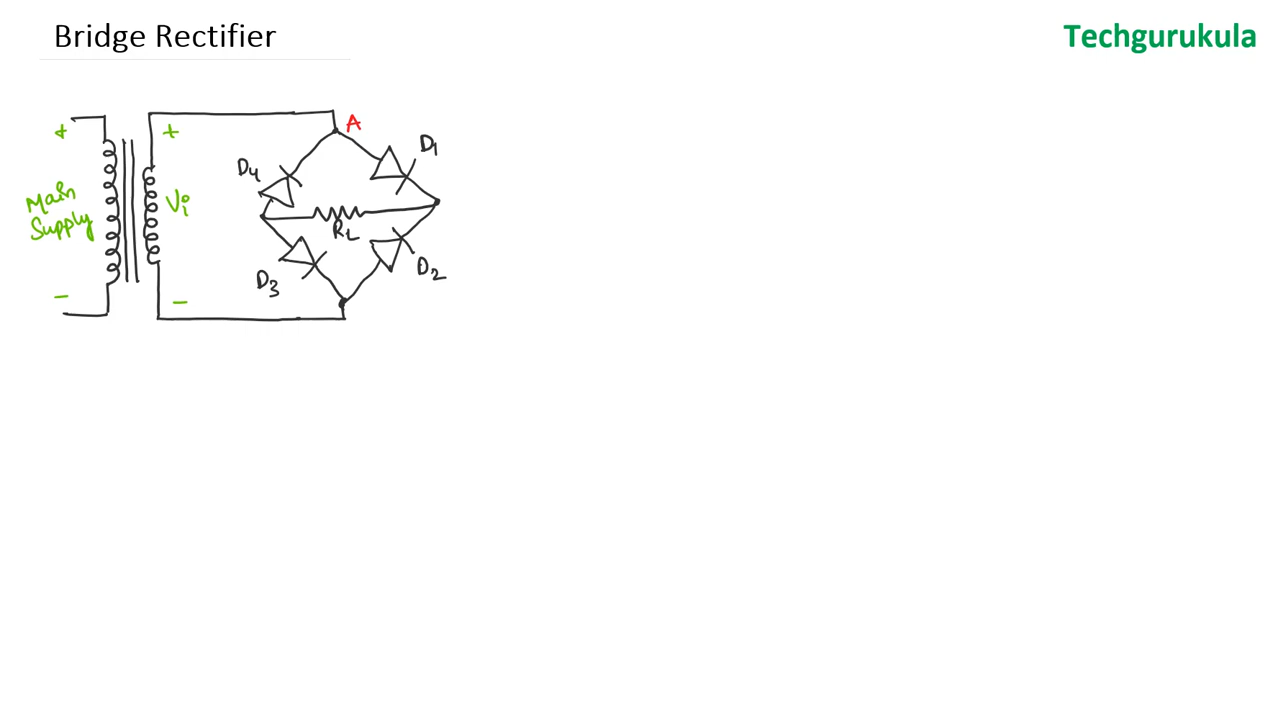 Bridge Rectifier
Techgurukula
+
+
A
D1
D4
Main
Supply
Vi
RL
D3
D2
-
-